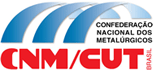 CONFEDERAÇÃO
NACIONAL DOS
METALÚRGICOS
CNM/CUT
BRASIL